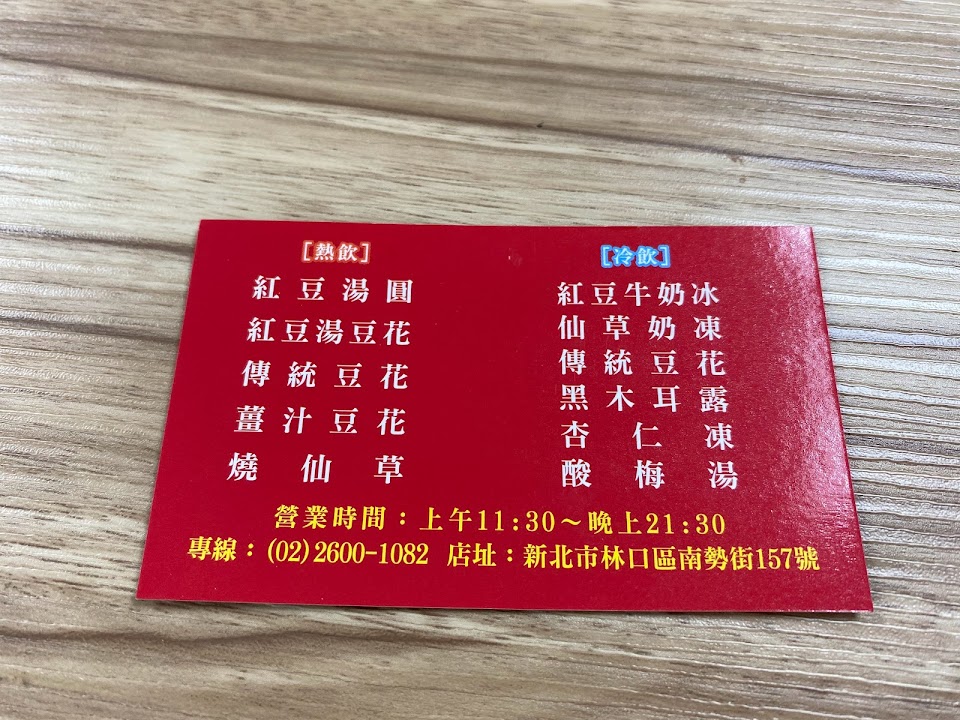 [熱飲]
紅豆湯圓
紅豆湯豆花
傳統豆花
薑汁豆花
燒仙草
[冷飲]
紅豆牛奶冰
仙草奶凍
傳統豆花
黑木耳露
杏仁凍
酸梅湯
營業時間：上午11:30～晚上21:30
專線：(02)2600-1082 店址：新北市林口區南勢街157號